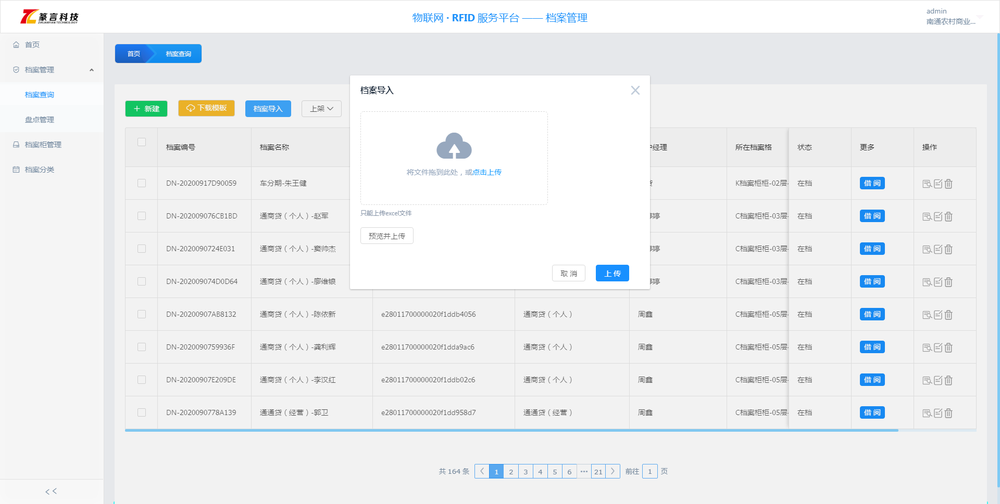 篆言科技
ZHUANYAN TECHNOLOGY
物联网 · RFID 服务平台 —— 档案管理
admin
南通农村商业...
首页
档案管理
档案查询
盘点管理
档案柜管理
档案分类
<<
首页 档案查询
+ 新建 下载模板 档案导入 上架
档案导入
将文件拖到此处，或点击上传
只能上传excel文件
预览并上传
取 消 上 传
档案编号 档案名称 经理 所在档案格 状态 更多 操作
DN-20200917D90059 车分期-朱王健 K档案柜柜-02层- 在档 借 阅
DN-202009076CB1BD 通商贷（个人）-赵军 婷 C档案柜柜-03层- 在档 借 阅
DN-2020090724E031 通商贷（个人）-窦帅杰 婷 C档案柜柜-03层- 在档 借 阅
DN-202009074D0D64 通商贷（个人）-廖维锒 婷 C档案柜柜-03层- 在档 借 阅
DN-20200907AB8132 通商贷（个人）-陈依新 e28011700000020f1ddb4056 通商贷（个人） 周鑫 C档案柜柜-05层- 在档 借 阅
DN-2020090759936F 通商贷（个人）-龚利辉 e28011700000020f1dda9ac6 通商贷（个人） 周鑫 C档案柜柜-05层- 在档 借 阅
DN-20200907E209DE 通商贷（个人）-李汉红 e28011700000020f1ddb02c6 通商贷（个人） 周鑫 C档案柜柜-05层- 在档 借 阅
DN-2020090778A139 通通贷（经营）-郭卫 e28011700000020f1dd958d7 通通贷（经营） 周鑫 C档案柜柜-05层- 在档 借 阅
共 164 条 < 1 2 3 4 5 6 ··· 21 > 前往 1 页